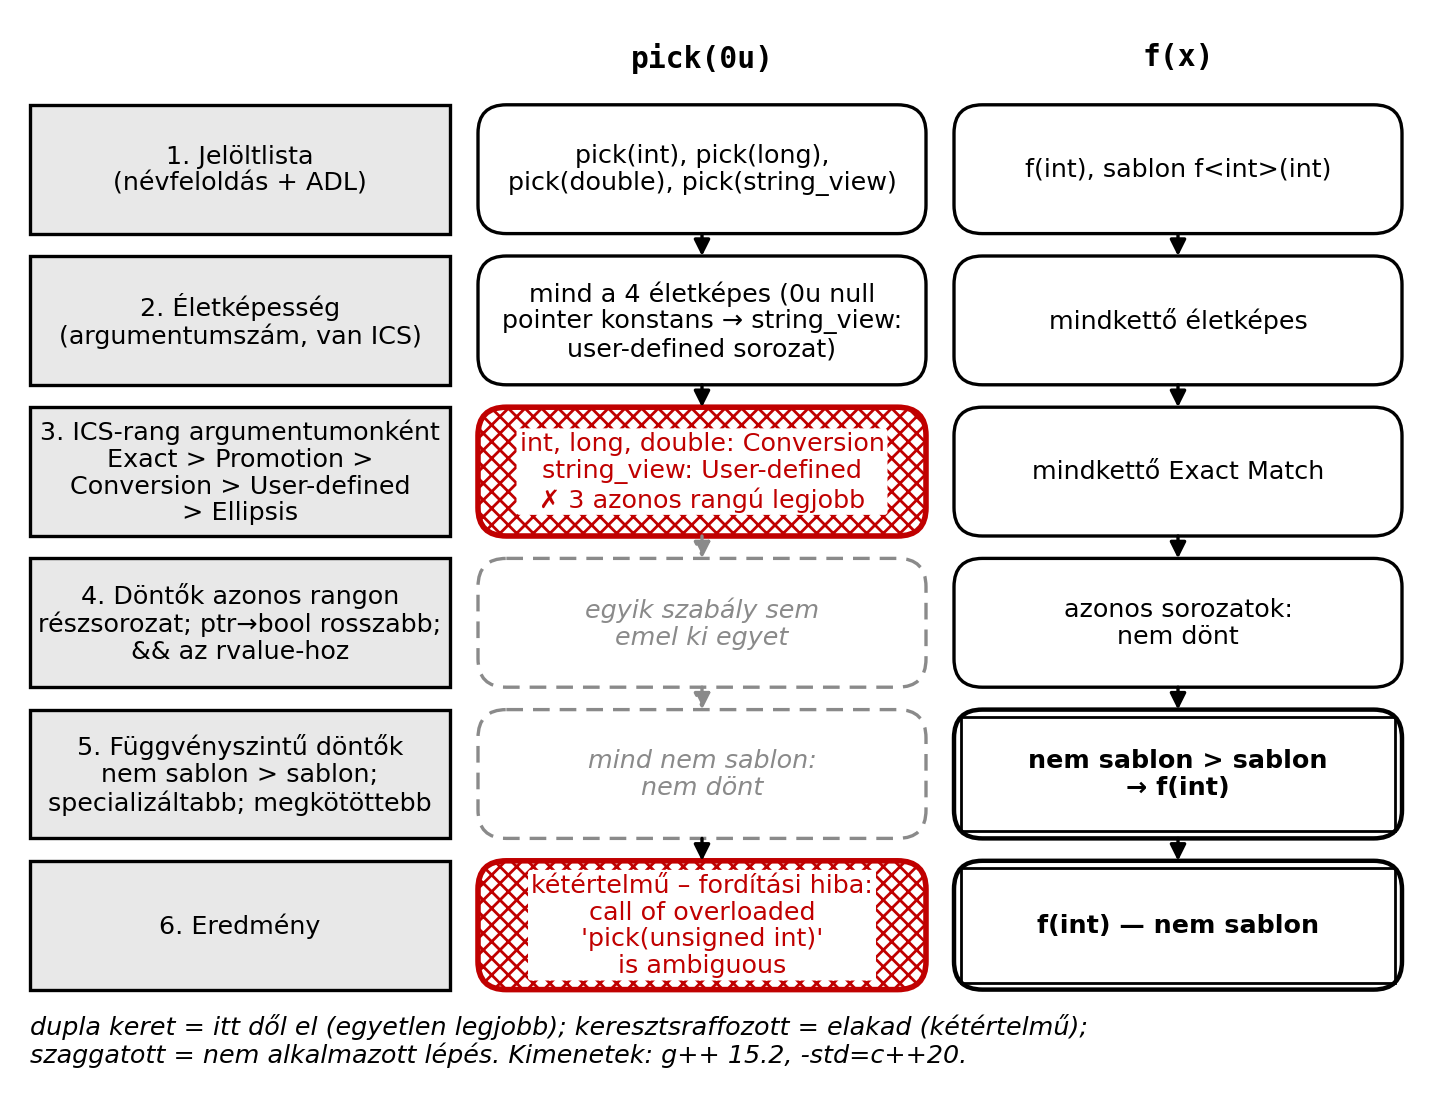 pick(0u)
f(x)
1. Jelöltlista
(névfeloldás + ADL)
pick(int), pick(long),
pick(double), pick(string_view)
f(int), sablon f<int>(int)
2. Életképesség
(argumentumszám, van ICS)
mind a 4 életképes (0u null
pointer konstans → string_view:
user-defined sorozat)
mindkettő életképes
3. ICS-rang argumentumonként
Exact > Promotion >
Conversion > User-defined
> Ellipsis
int, long, double: Conversion
string_view: User-defined
✗ 3 azonos rangú legjobb
mindkettő Exact Match
4. Döntők azonos rangon
részsorozat; ptr→bool rosszabb;
&& az rvalue-hoz
egyik szabály sem
emel ki egyet
azonos sorozatok:
nem dönt
5. Függvényszintű döntők
nem sablon > sablon;
specializáltabb; megkötöttebb
mind nem sablon:
nem dönt
nem sablon > sablon
→ f(int)
6. Eredmény
kétértelmű – fordítási hiba:
call of overloaded
'pick(unsigned int)'
is ambiguous
f(int) — nem sablon
dupla keret = itt dől el (egyetlen legjobb); keresztsraffozott = elakad (kétértelmű);
szaggatott = nem alkalmazott lépés. Kimenetek: g++ 15.2, -std=c++20.